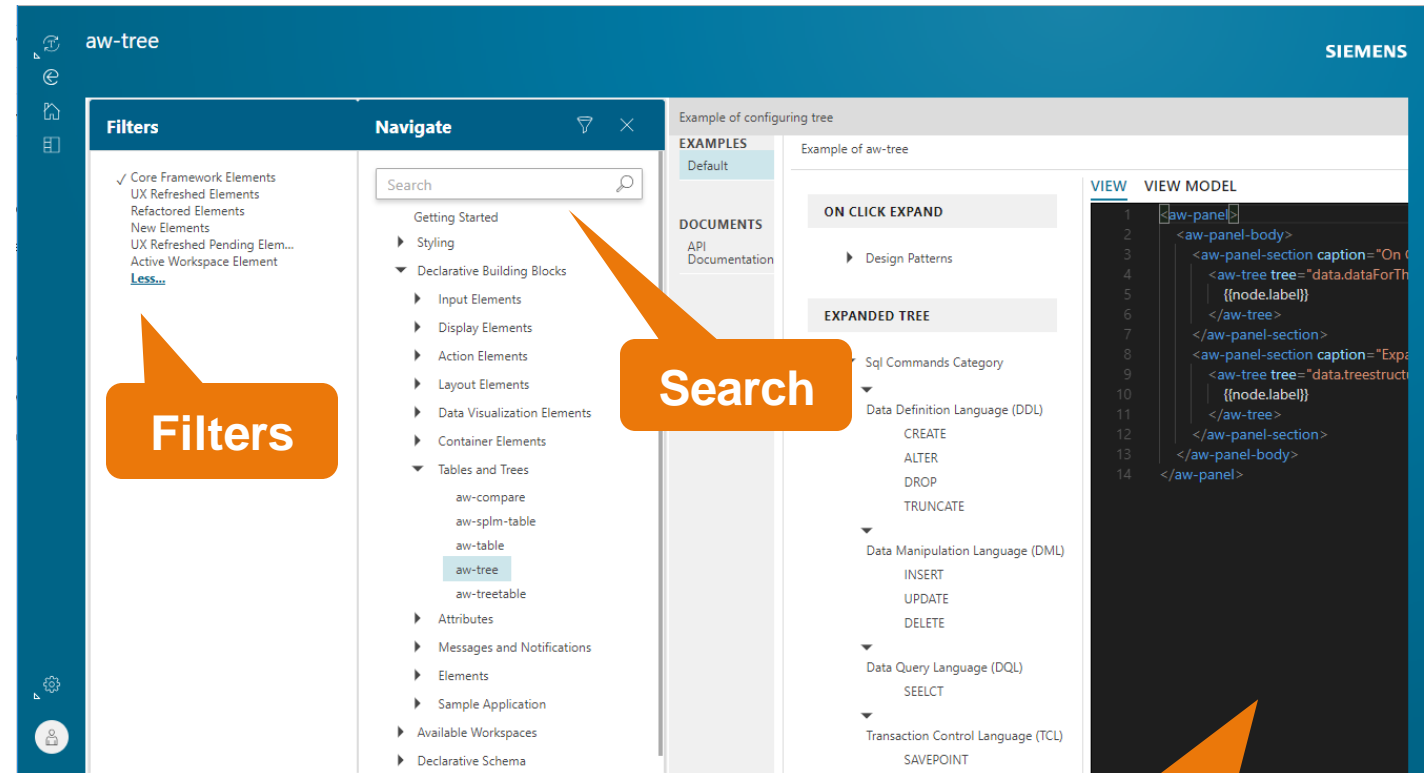 aw-tree
SIEMENS
Filters
✓ Core Framework Elements
UX Refreshed Elements
Refactored Elements
New Elements
UX Refreshed Pending Elem...
Active Workspace Element
Less...
Filters
Navigate
Search
Getting Started
Styling
Declarative Building Blocks
Input Elements
Display Elements
Action Elements
Layout Elements
Data Visualization Elements
Container Elements
Tables and Trees
aw-compare
aw-splm-table
aw-table
aw-tree
aw-treetable
Attributes
Messages and Notifications
Elements
Sample Application
Available Workspaces
Declarative Schema
Search
Example of configuring tree
EXAMPLES
Default
DOCUMENTS
API
Documentation
Example of aw-tree
ON CLICK EXPAND
Design Patterns
EXPANDED TREE
Sql Commands Category
Data Definition Language (DDL)
CREATE
ALTER
DROP
TRUNCATE
Data Manipulation Language (DML)
INSERT
UPDATE
DELETE
Data Query Language (DQL)
SEELCT
Transaction Control Language (TCL)
SAVEPOINT
VIEW VIEW MODEL
1 <aw-panel>
2 <aw-panel-body>
3 <aw-panel-section caption="On
4 <aw-tree tree="data.dataForTh
5 {{node.label}}
6 </aw-tree>
7 </aw-panel-section>
8 <aw-panel-section caption="Expa
9 <aw-tree tree="data.treestructu
10 {{node.label}}
11 </aw-tree>
12 </aw-panel-section>
13 </aw-panel-body>
14 </aw-panel>